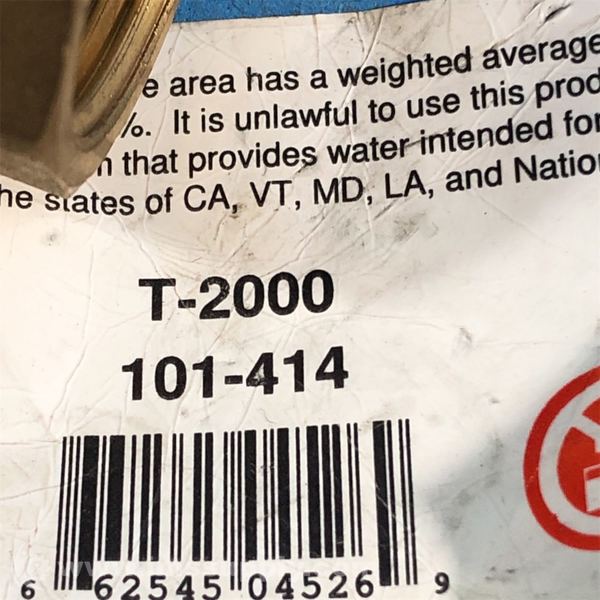 e area has a weighted average
%. It is unlawful to use this prod
n that provides water intended for
he states of CA, VT, MD, LA, and Natio
T-2000
101-414
6 62545 04526 9